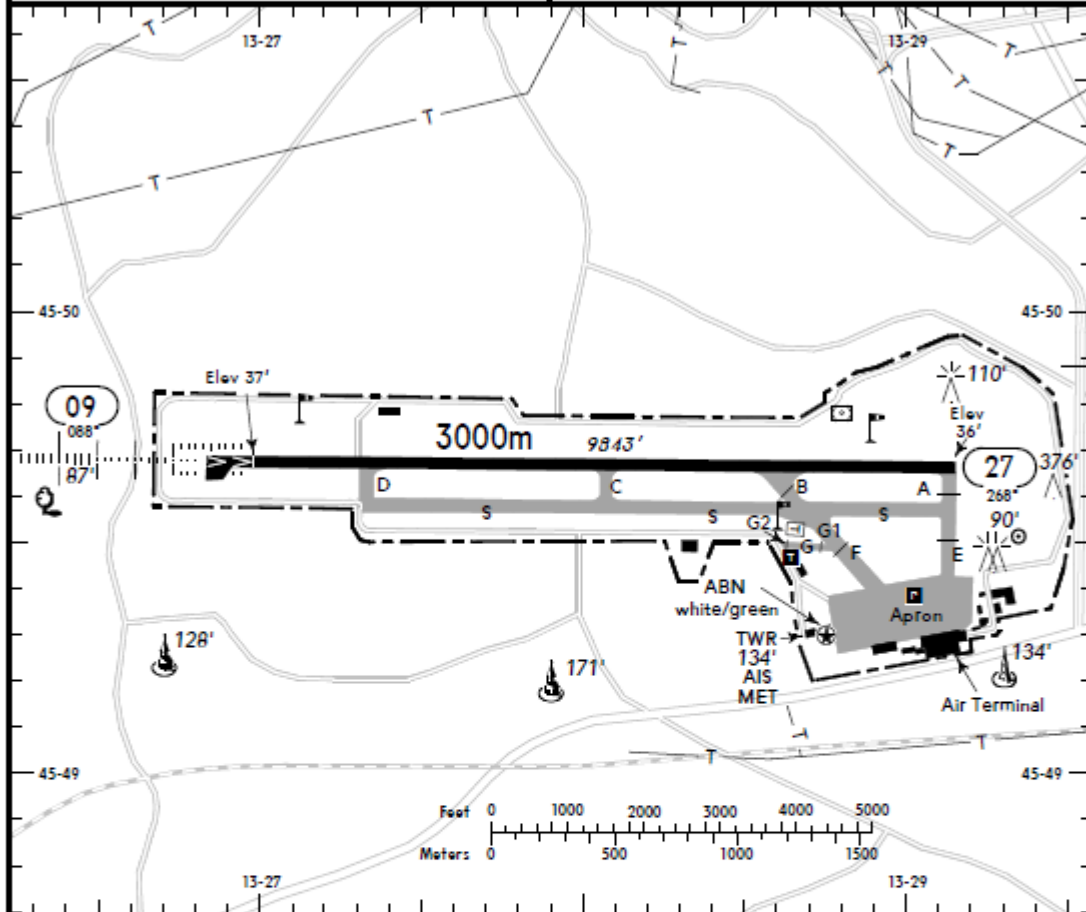 13-27
13-29
T
T
T
T
T
T
T
T
45-50
45-50
Elev 37'
110'
09
088°
87'
3000m
9843'
Elev
36'
27
268°
376'
90'
D
C
B
A
S
S
S
G2
G1
G
F
E
T
T
ABN
white/green
P
Apron
TWR
134'
AIS
MET
128'
171'
134'
Air Terminal
T
T
T
45-49
45-49
Feet 0 1000 2000 3000 4000 5000
Meters 0 500 1000 1500
13-27
13-29